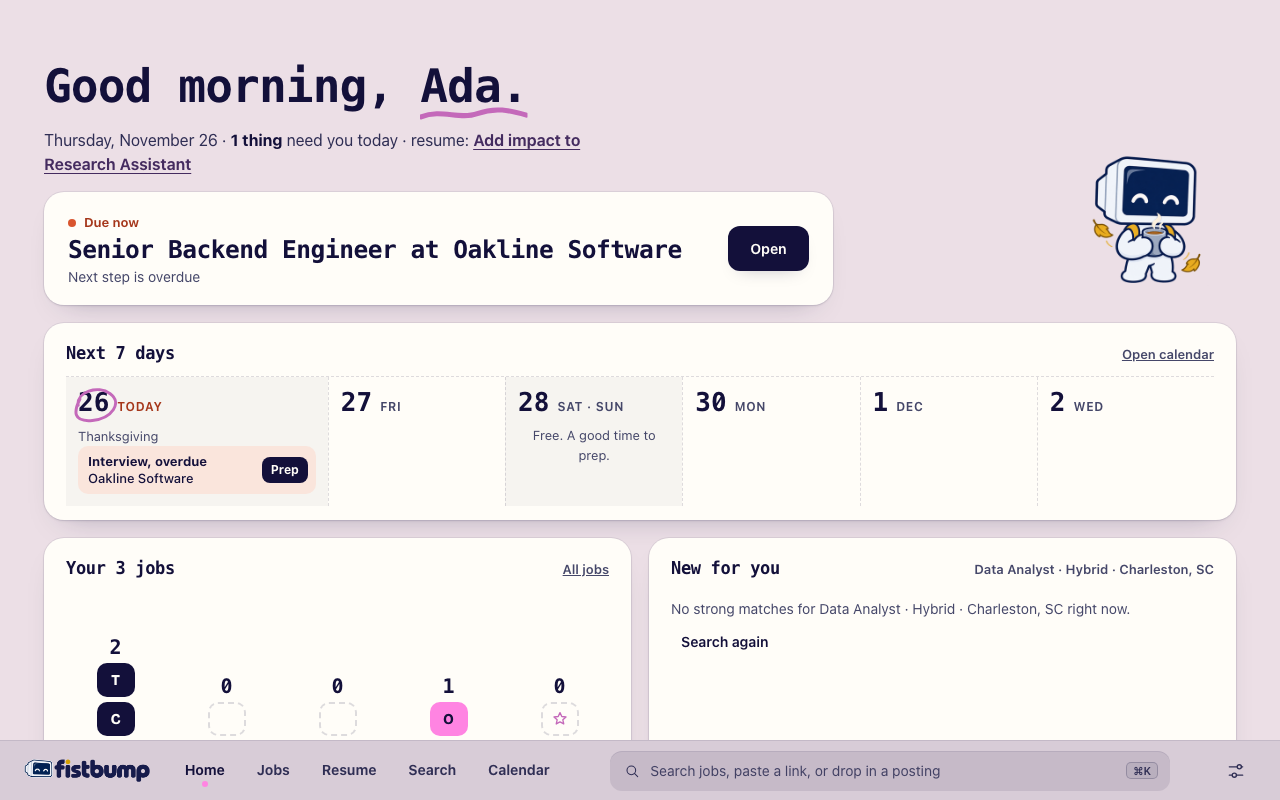 Good morning, Ada.
Thursday, November 26 · 1 thing need you today · resume: Add impact to
Research Assistant
Due now
Senior Backend Engineer at Oakline Software
Next step is overdue
Open
Next 7 days
Open calendar
26 TODAY
Thanksgiving
Interview, overdue
Oakline Software
Prep
27 FRI
28 SAT · SUN
Free. A good time to
prep.
30 MON
1 DEC
2 WED
Your 3 jobs
All jobs
2
T
C
0
0
1
O
0
New for you
Data Analyst · Hybrid · Charleston, SC
No strong matches for Data Analyst · Hybrid · Charleston, SC right now.
Search again
fistbump
Home
Jobs
Resume
Search
Calendar
Search jobs, paste a link, or drop in a posting
⌘K